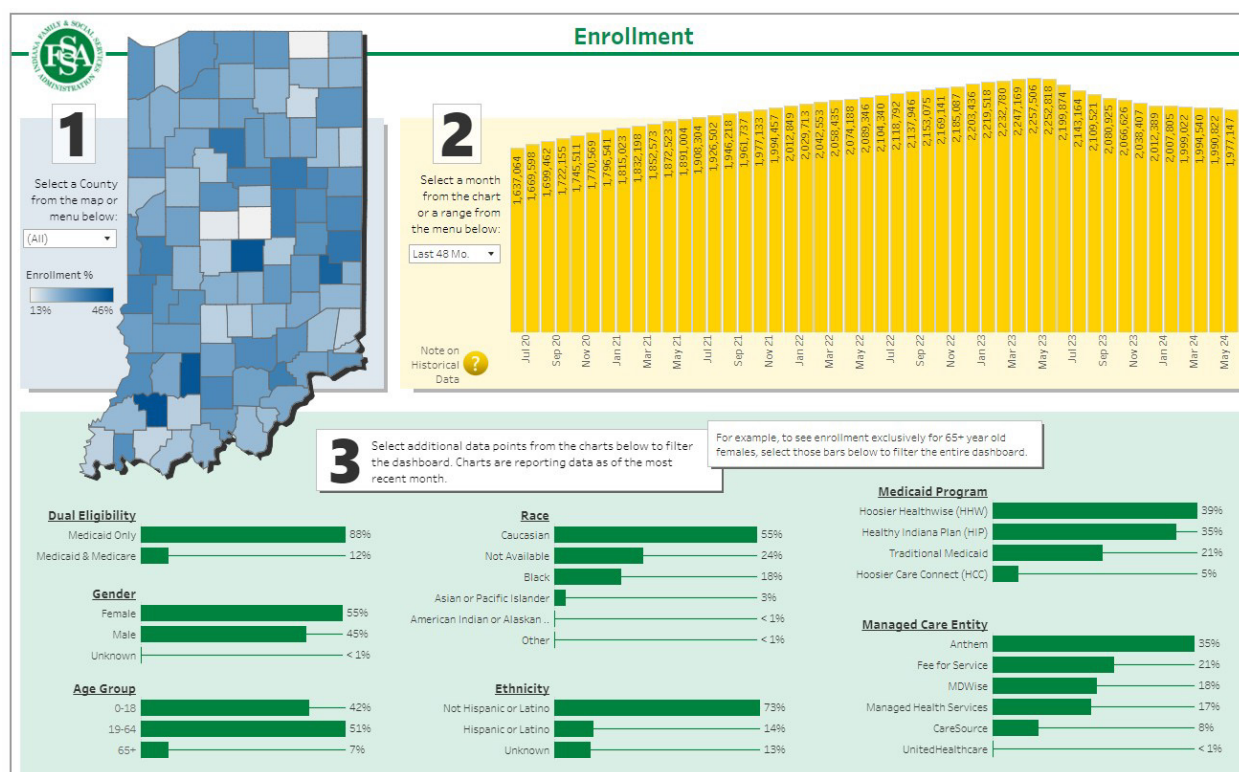 INDIANA FAMILY & SOCIAL SERVICES ADMINISTRATION
FSSA
Enrollment
1
Select a County
from the map or
menu below:
(All)
Enrollment %
13% 46%
2
Select a month
from the chart
or a range from
the menu below:
Last 48 Mo.
Note on
Historical
Data
?
1,637,064
1,669,598
1,699,462
1,722,155
1,745,511
1,770,569
1,796,541
1,815,023
1,832,198
1,852,573
1,872,523
1,891,004
1,908,304
1,926,502
1,946,218
1,961,737
1,977,133
1,994,457
2,012,849
2,029,713
2,042,553
2,058,435
2,074,188
2,089,346
2,104,340
2,118,792
2,137,946
2,153,075
2,169,141
2,185,087
2,203,436
2,219,518
2,232,780
2,247,169
2,257,506
2,252,818
2,199,874
2,143,164
2,109,521
2,080,925
2,066,626
2,038,407
2,012,389
2,007,805
1,999,022
1,994,540
1,990,822
1,977,147
Jul 20
Sep 20
Nov 20
Jan 21
Mar 21
May 21
Jul 21
Sep 21
Nov 21
Jan 22
Mar 22
May 22
Jul 22
Sep 22
Nov 22
Jan 23
Mar 23
May 23
Jul 23
Sep 23
Nov 23
Jan 24
Mar 24
May 24
3
Select additional data points from the charts below to filter
the dashboard. Charts are reporting data as of the most
recent month.
For example, to see enrollment exclusively for 65+ year old
females, select those bars below to filter the entire dashboard.
Dual Eligibility
Medicaid Only 88%
Medicaid & Medicare 12%
Gender
Female 55%
Male 45%
Unknown < 1%
Age Group
0-18 42%
19-64 51%
65+ 7%
Race
Caucasian 55%
Not Available 24%
Black 18%
Asian or Pacific Islander 3%
American Indian or Alaskan .. < 1%
Other < 1%
Ethnicity
Not Hispanic or Latino 73%
Hispanic or Latino 14%
Unknown 13%
Medicaid Program
Hoosier Healthwise (HHW) 39%
Healthy Indiana Plan (HIP) 35%
Traditional Medicaid 21%
Hoosier Care Connect (HCC) 5%
Managed Care Entity
Anthem 35%
Fee for Service 21%
MDWise 18%
Managed Health Services 17%
CareSource 8%
UnitedHealthcare < 1%